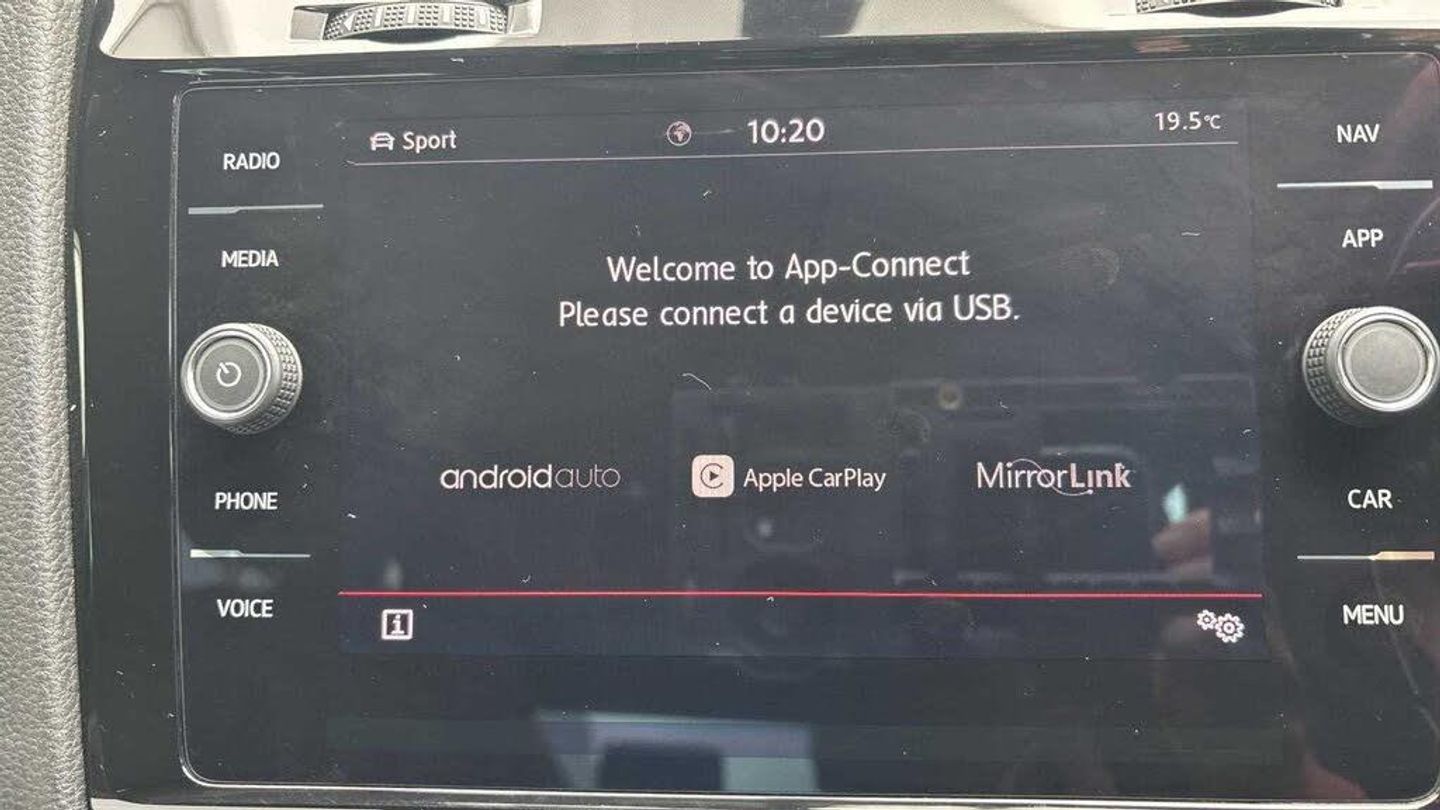 Sport 10:20 19.5°C
RADIO
MEDIA
PHONE
VOICE
Welcome to App-Connect
Please connect a device via USB.
androidauto Apple CarPlay MirrorLink
i
NAV
APP
CAR
MENU